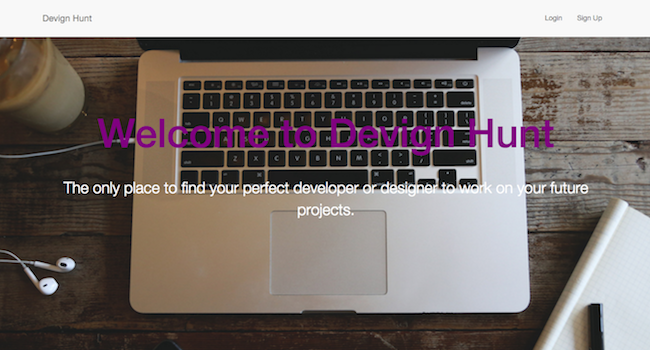 Devign Hunt
Login
Sign Up
Welcome to Devign Hunt
The only place to find your perfect developer or designer to work on your future
projects.